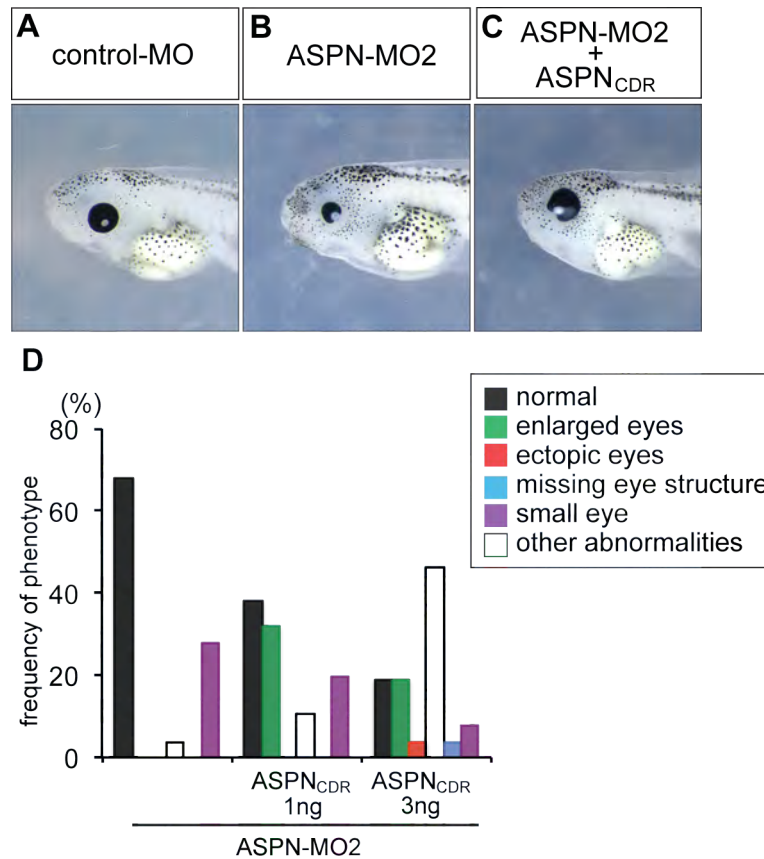 A
control-MO
B
ASPN-MO2
C
ASPN-MO2
+
ASPNCDR
D
(%)
80
60
40
20
0
frequency of phenotype
normal
enlarged eyes
ectopic eyes
missing eye structure
small eye
other abnormalities
ASPNCDR
1ng
ASPNCDR
3ng
ASPN-MO2